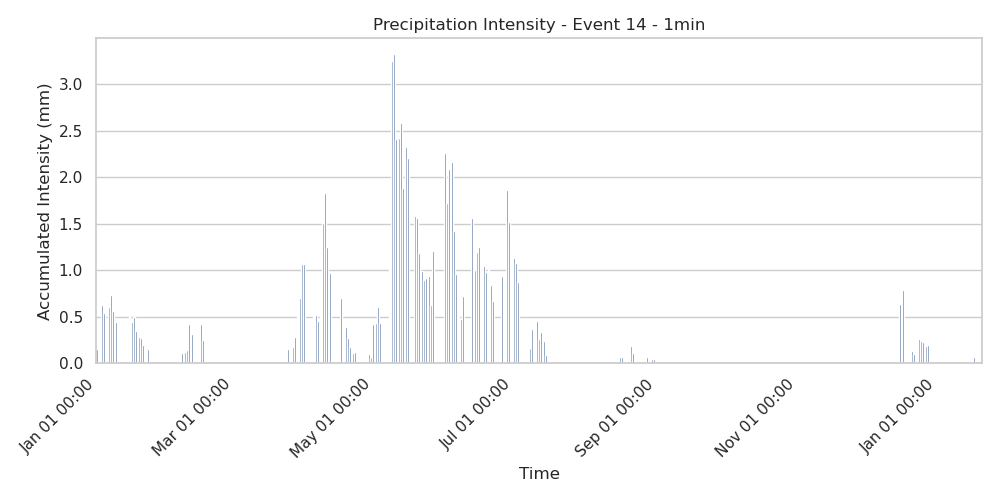 Precipitation Intensity - Event 14 - 1min
Accumulated Intensity (mm)
3.0
2.5
2.0
1.5
1.0
0.5
0.0
Jan 01 00:00
Mar 01 00:00
May 01 00:00
Jul 01 00:00
Sep 01 00:00
Nov 01 00:00
Jan 01 00:00
Time